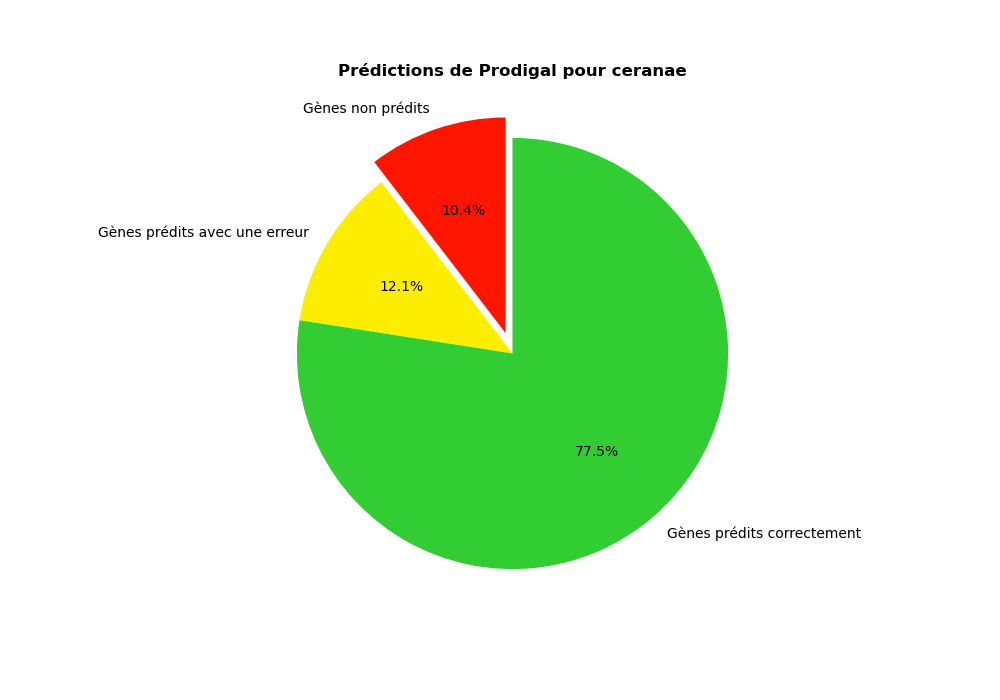 Prédictions de Prodigal pour ceranae
Gènes non prédits
10.4%
Gènes prédits avec une erreur
12.1%
77.5%
Gènes prédits correctement